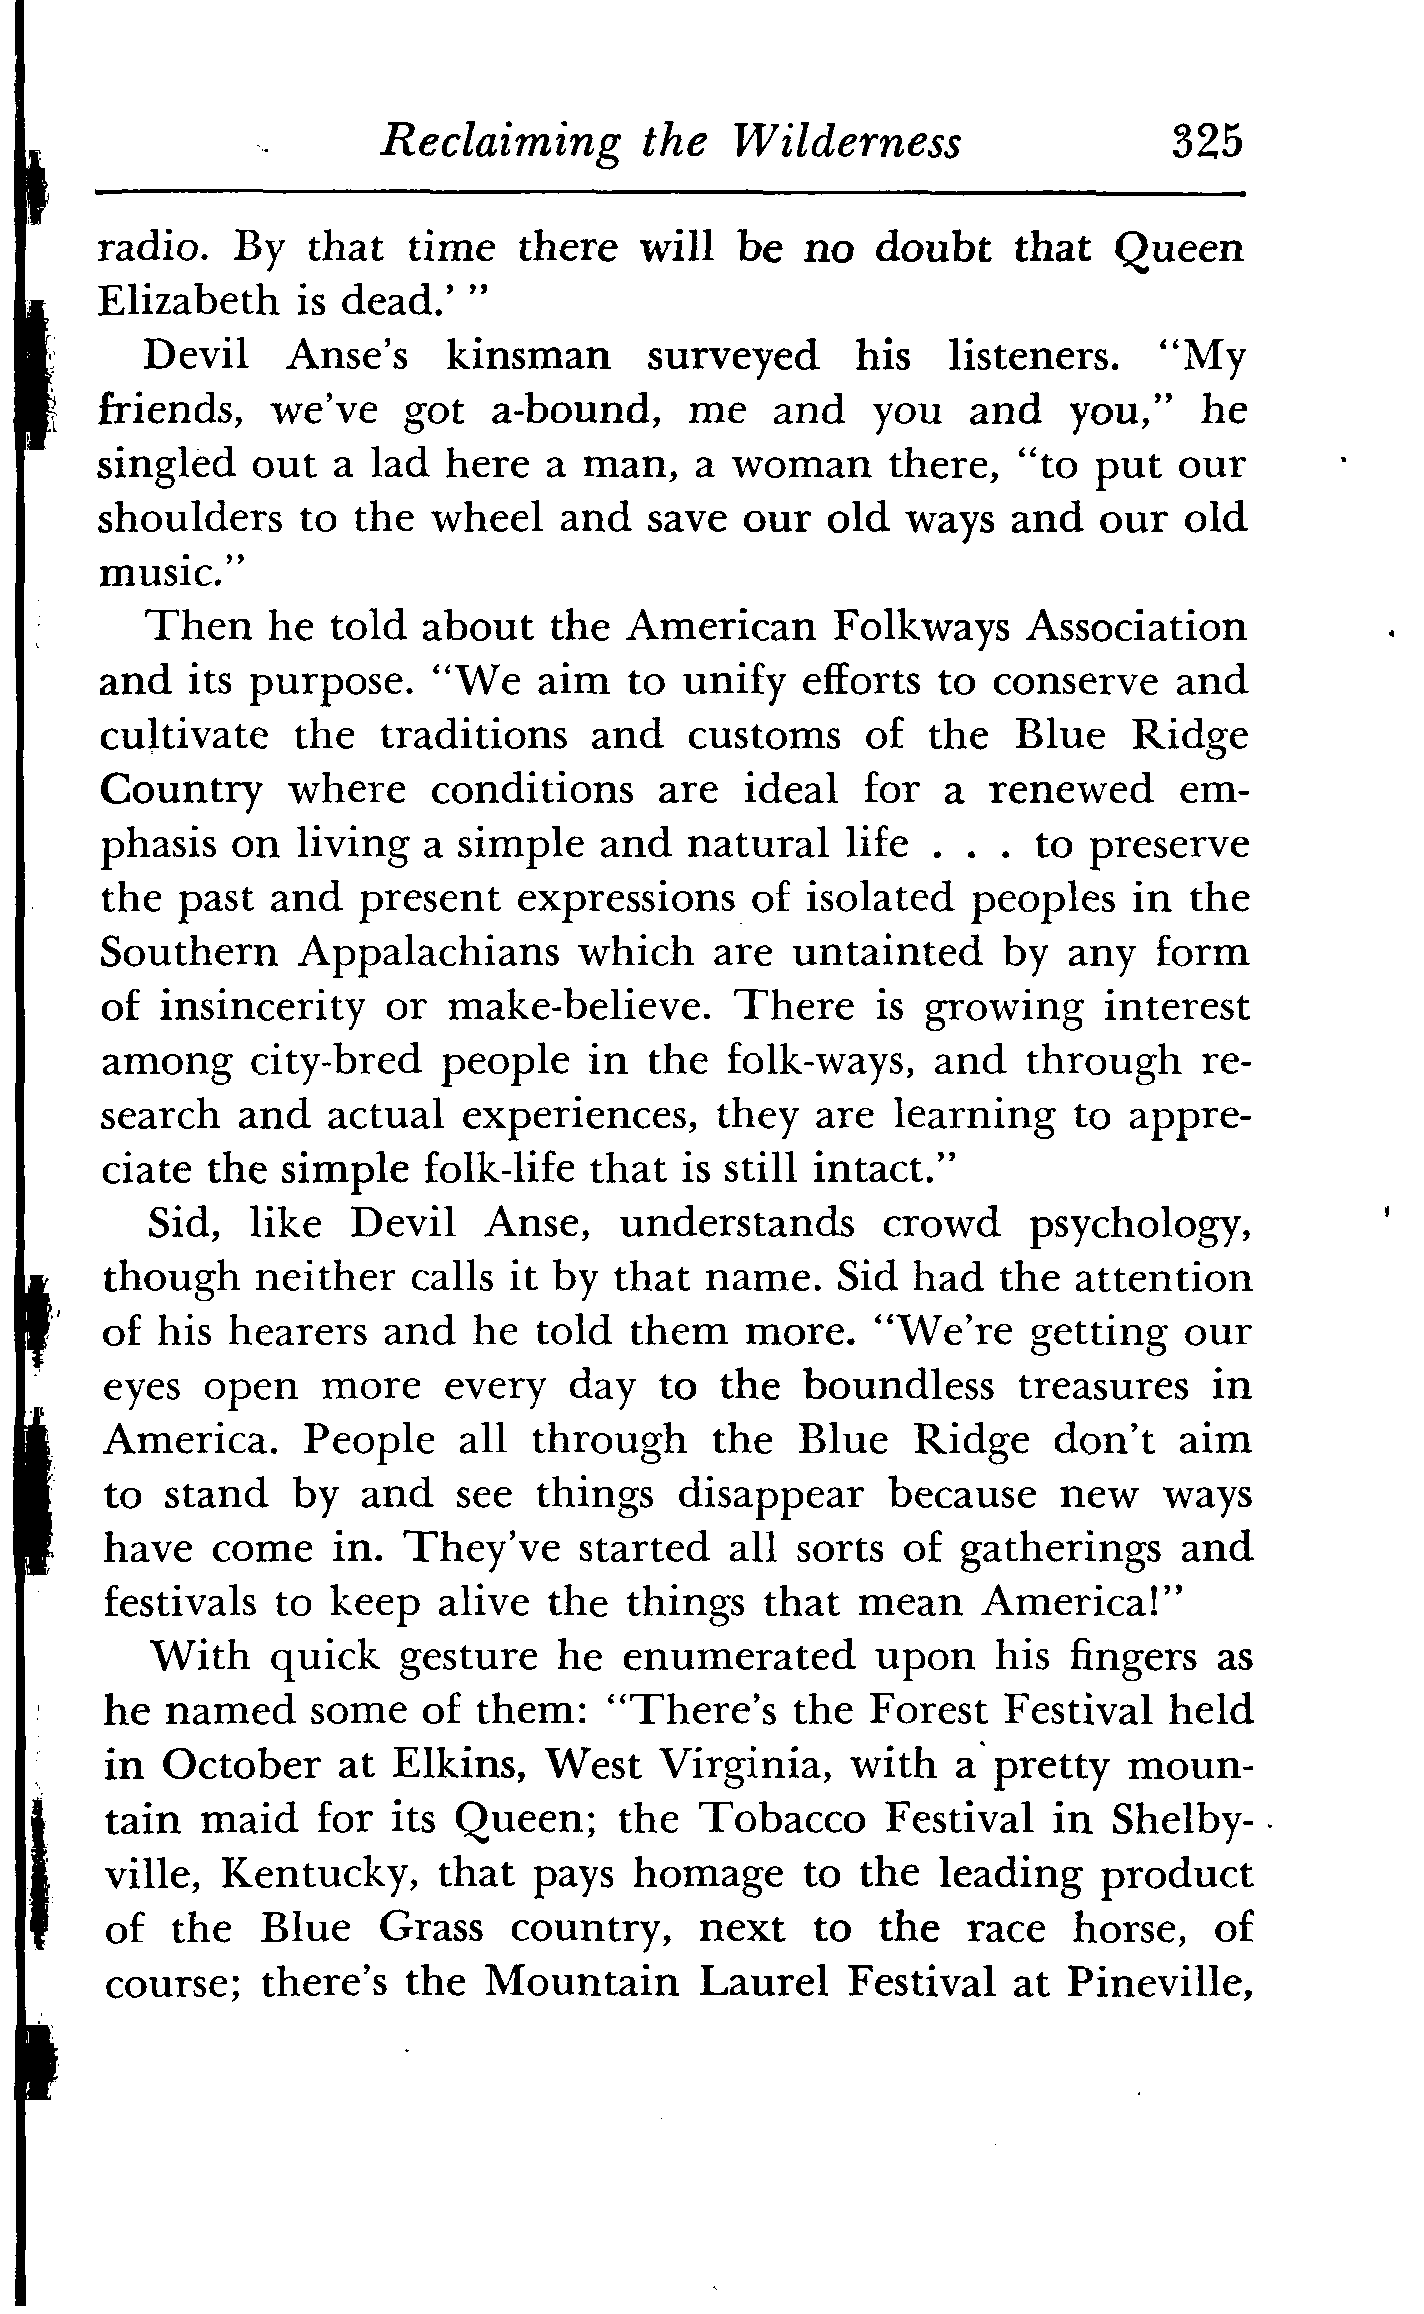 Reclaiming the Wilderness 325
radio. By that time there will be no doubt that Queen
Elizabeth is dead.' "
Devil Anse's kinsman surveyed his listeners. "My
friends, we've got a-bound, me and you and you," he
singled out a lad here a man, a woman there, "to put our
shoulders to the wheel and save our old ways and our old
music."
Then he told about the American Folkways Association
and its purpose. "We aim to unify efforts to conserve and
cultivate the traditions and customs of the Blue Ridge
Country where conditions are ideal for a renewed em-
phasis on living a simple and natural life . . . to preserve
the past and present expressions of isolated peoples in the
Southern Appalachians which are untainted by any form
of insincerity or make-believe. There is growing interest
among city-bred people in the folk-ways, and through re-
search and actual experiences, they are learning to appre-
ciate the simple folk-life that is still intact."
Sid, like Devil Anse, understands crowd psychology,
though neither calls it by that name. Sid had the attention
of his hearers and he told them more. "We're getting our
eyes open more every day to the boundless treasures in
America. People all through the Blue Ridge don't aim
to stand by and see things disappear because new ways
have come in. They've started all sorts of gatherings and
festivals to keep alive the things that mean America!"
With quick gesture he enumerated upon his fingers as
he named some of them: "There's the Forest Festival held
in October at Elkins, West Virginia, with a pretty moun-
tain maid for its Queen; the Tobacco Festival in Shelby-
ville, Kentucky, that pays homage to the leading product
of the Blue Grass country, next to the race horse, of
course; there's the Mountain Laurel Festival at Pineville,